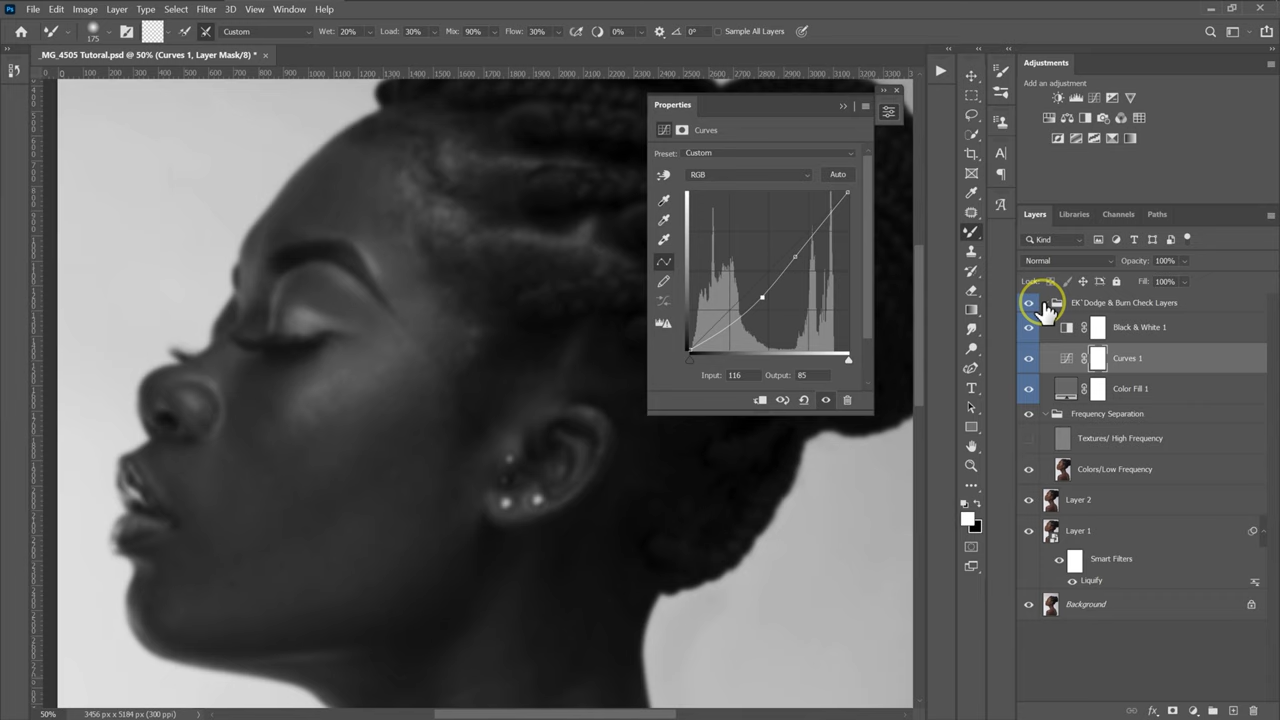 Ps File Edit Image Layer Type Select Filter 3D View Window Help
175 Custom Wet: 20% Load: 30% Mix: 90% Flow: 30% 0% 0° Sample All Layers
_MG_4505 Tutoral.psd @ 50% (Curves 1, Layer Mask/8) *
Properties
Curves
Preset: Custom
RGB Auto
Input: 116 Output: 85
Adjustments
Add an adjustment
Layers Libraries Channels Paths
Kind
Normal Opacity: 100%
Lock: Fill: 100%
EK' Dodge & Burn Check Layers
Black & White 1
Curves 1
Color Fill 1
Frequency Separation
Textures/ High Frequency
Colors/Low Frequency
Layer 2
Layer 1
Smart Filters
Liquify
Background
50% 3456 px x 5184 px (300 ppi)